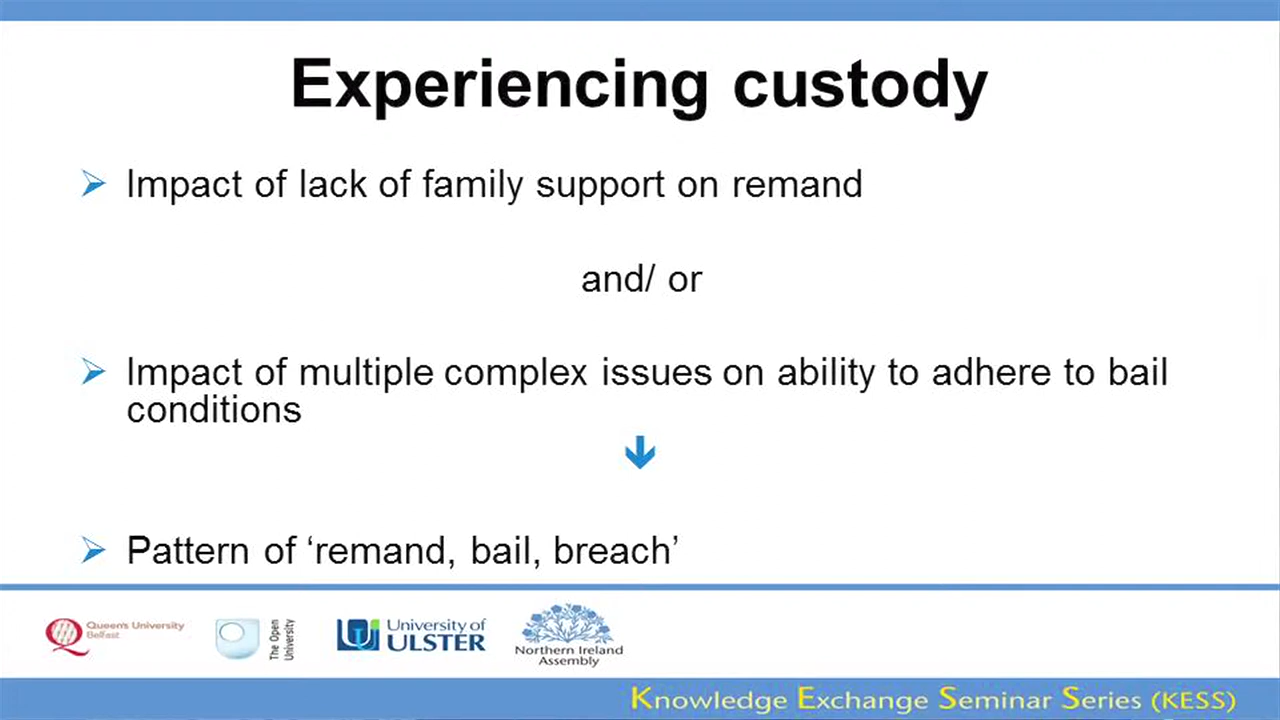 Experiencing custody
Impact of lack of family support on remand
and/ or
Impact of multiple complex issues on ability to adhere to bail
conditions
Pattern of ‘remand, bail, breach’
Queen's University
Belfast
The Open
University
University of
ULSTER
Northern Ireland
Assembly
Knowledge Exchange Seminar Series (KESS)